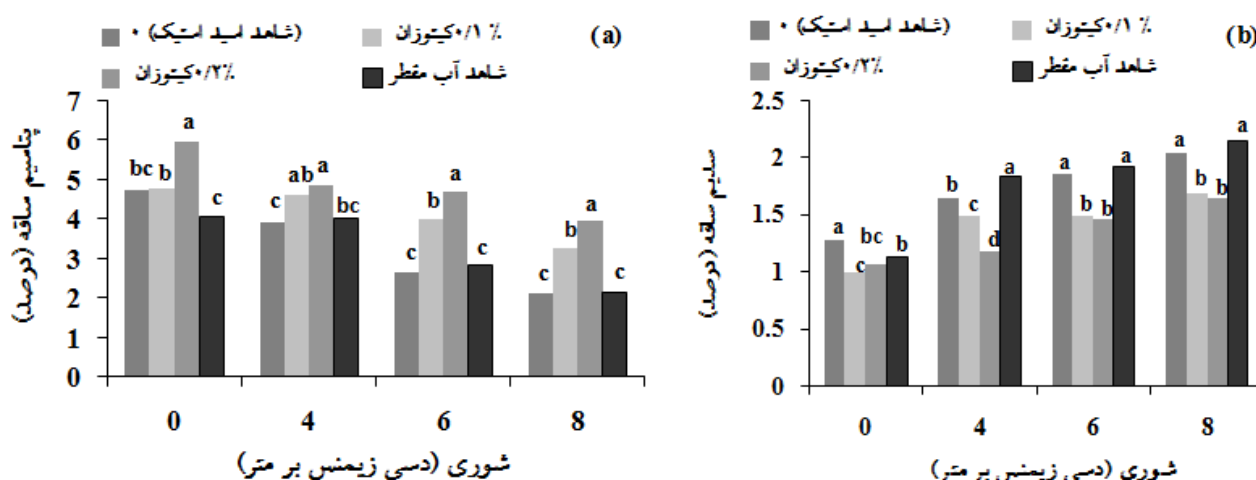 ۰ (شاهد اسید استیک)
۰/۱ %کیتوزان
(a)
۰/۲%کیتوزان
شاهد آب مقطر
پتاسیم ساقه (درصد)
7
6
5
4
3
2
1
0
bc b a c
c ab a bc
c b a c
c b a c
0 4 6 8
شوری (دسی زیمنس بر متر)
۰ (شاهد اسید استیک)
۰/۱ %کیتوزان
(b)
۰/۲%کیتوزان
شاهد آب مقطر
سدیم ساقه (درصد)
2.5
2
1.5
1
0.5
0
a c bc b
b c d a
a b b a
a b b a
0 4 6 8
شوری (دسی زیمنس بر متر)